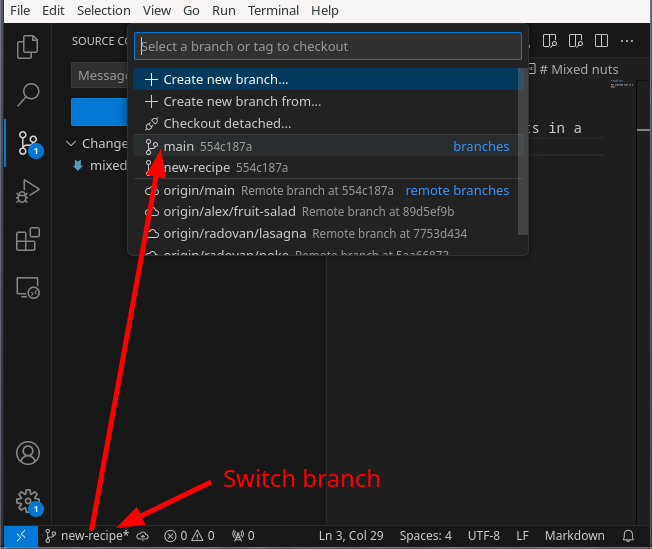 File Edit Selection View Go Run Terminal Help
SOURCE CO
Select a branch or tag to checkout
Message
Create new branch...
# Mixed nuts
Create new branch from...
Checkout detached...
s in a
Change
main 554c187a branches
mixed
new-recipe 554c187a
origin/main Remote branch at 554c187a remote branches
origin/alex/fruit-salad Remote branch at 89d5ef9b
origin/radovan/lasagna Remote branch at 7753d434
1
1
Switch branch
new-recipe* 0 0 0 Ln 3, Col 29 Spaces: 4 UTF-8 LF Markdown